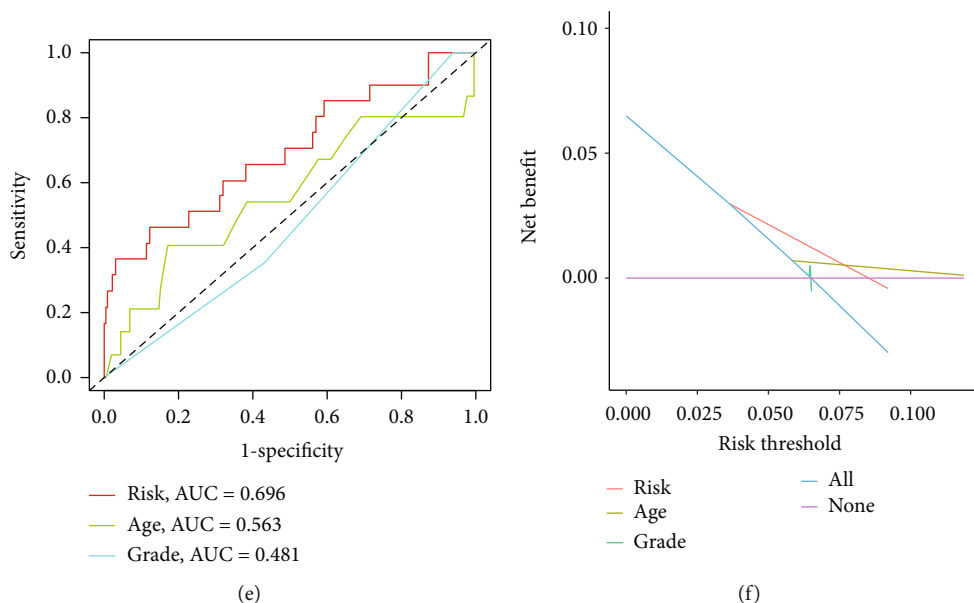 1.0
0.8
0.6
0.4
0.2
0.0
Sensitivity
0.0 0.2 0.4 0.6 0.8 1.0
1-specificity
Risk, AUC = 0.696
Age, AUC = 0.563
Grade, AUC = 0.481
(e)
0.10
0.05
0.00
Net benefit
0.000 0.025 0.050 0.075 0.100
Risk threshold
Risk
Age
Grade
All
None
(f)